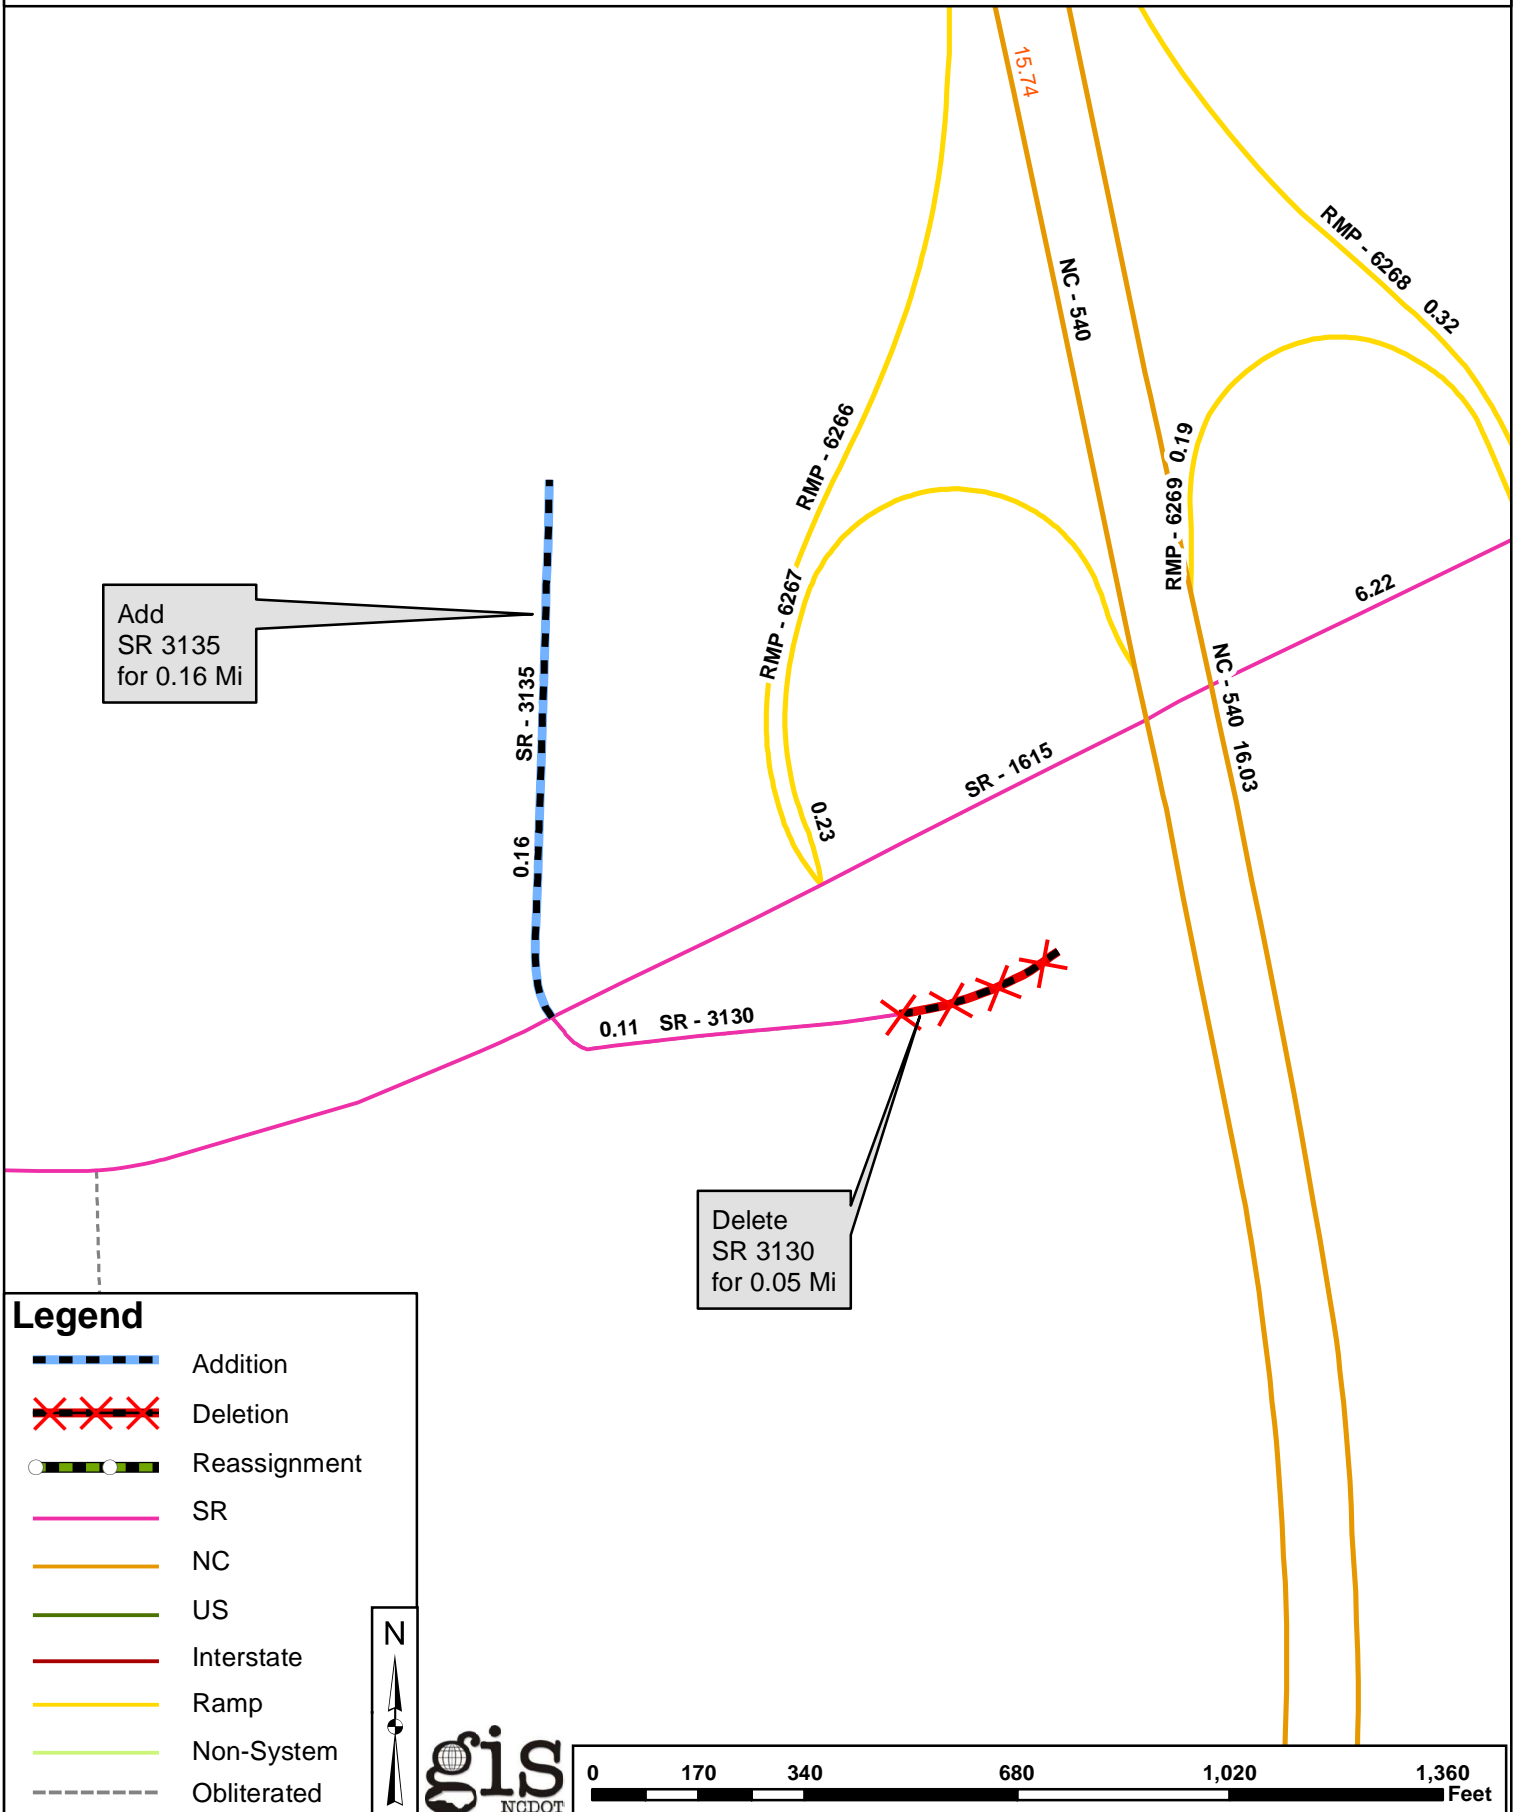 15.74
NC - 540
RMP - 6268 0.32
RMP - 6266
RMP - 6269 0.19
RMP - 6267
6.22
Add
SR 3135
for 0.16 Mi
SR - 3135
NC - 540 16.03
SR - 1615
0.23
0.16
0.11 SR - 3130
Delete
SR 3130
for 0.05 Mi
Legend
Addition
Deletion
Reassignment
SR
NC
US
Interstate
Ramp
Non-System
Obliterated
N
gis
NCDOT
0 170 340 680 1,020 1,360
Feet